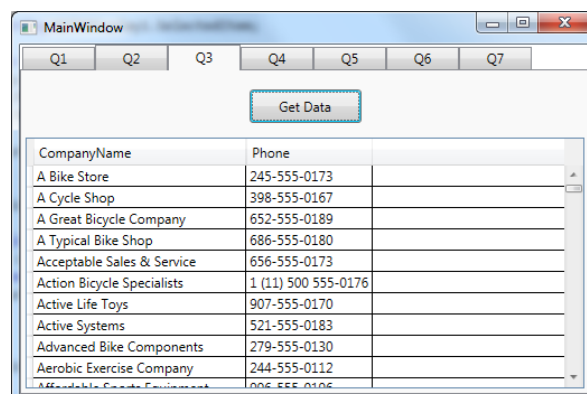 MainWindow
Q1 Q2 Q3 Q4 Q5 Q6 Q7
Get Data
CompanyName Phone
A Bike Store 245-555-0173
A Cycle Shop 398-555-0167
A Great Bicycle Company 652-555-0189
A Typical Bike Shop 686-555-0180
Acceptable Sales & Service 656-555-0173
Action Bicycle Specialists 1 (11) 500 555-0176
Active Life Toys 907-555-0170
Active Systems 521-555-0183
Advanced Bike Components 279-555-0130
Aerobic Exercise Company 244-555-0112
Affordable Sports Equipment